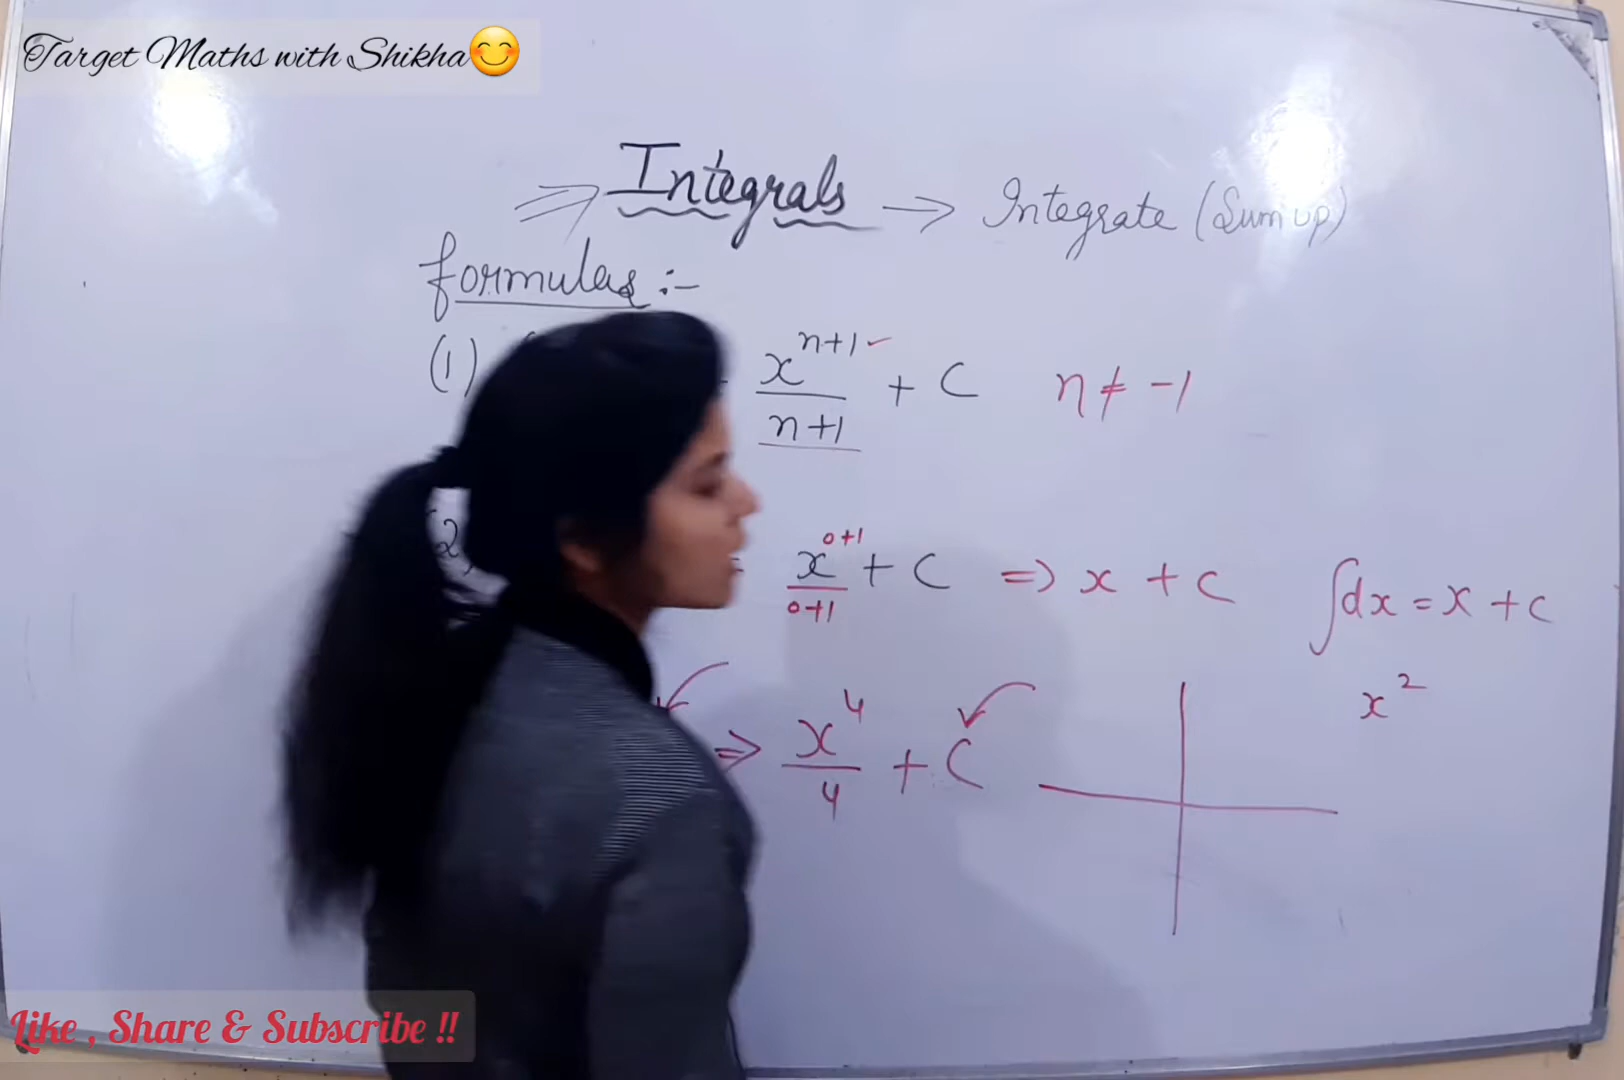 Target Maths with Shikha😊
⇒ Integrals → Integrate (Sum up)
formulas :-
(1) x^{n+1}/n+1 + C n ≠ -1
2 x^{0+1}/0+1 + C ⇒ x + C ∫dx = x + C
x^2
⇒ x^4/4 + C
Like , Share & Subscribe !!